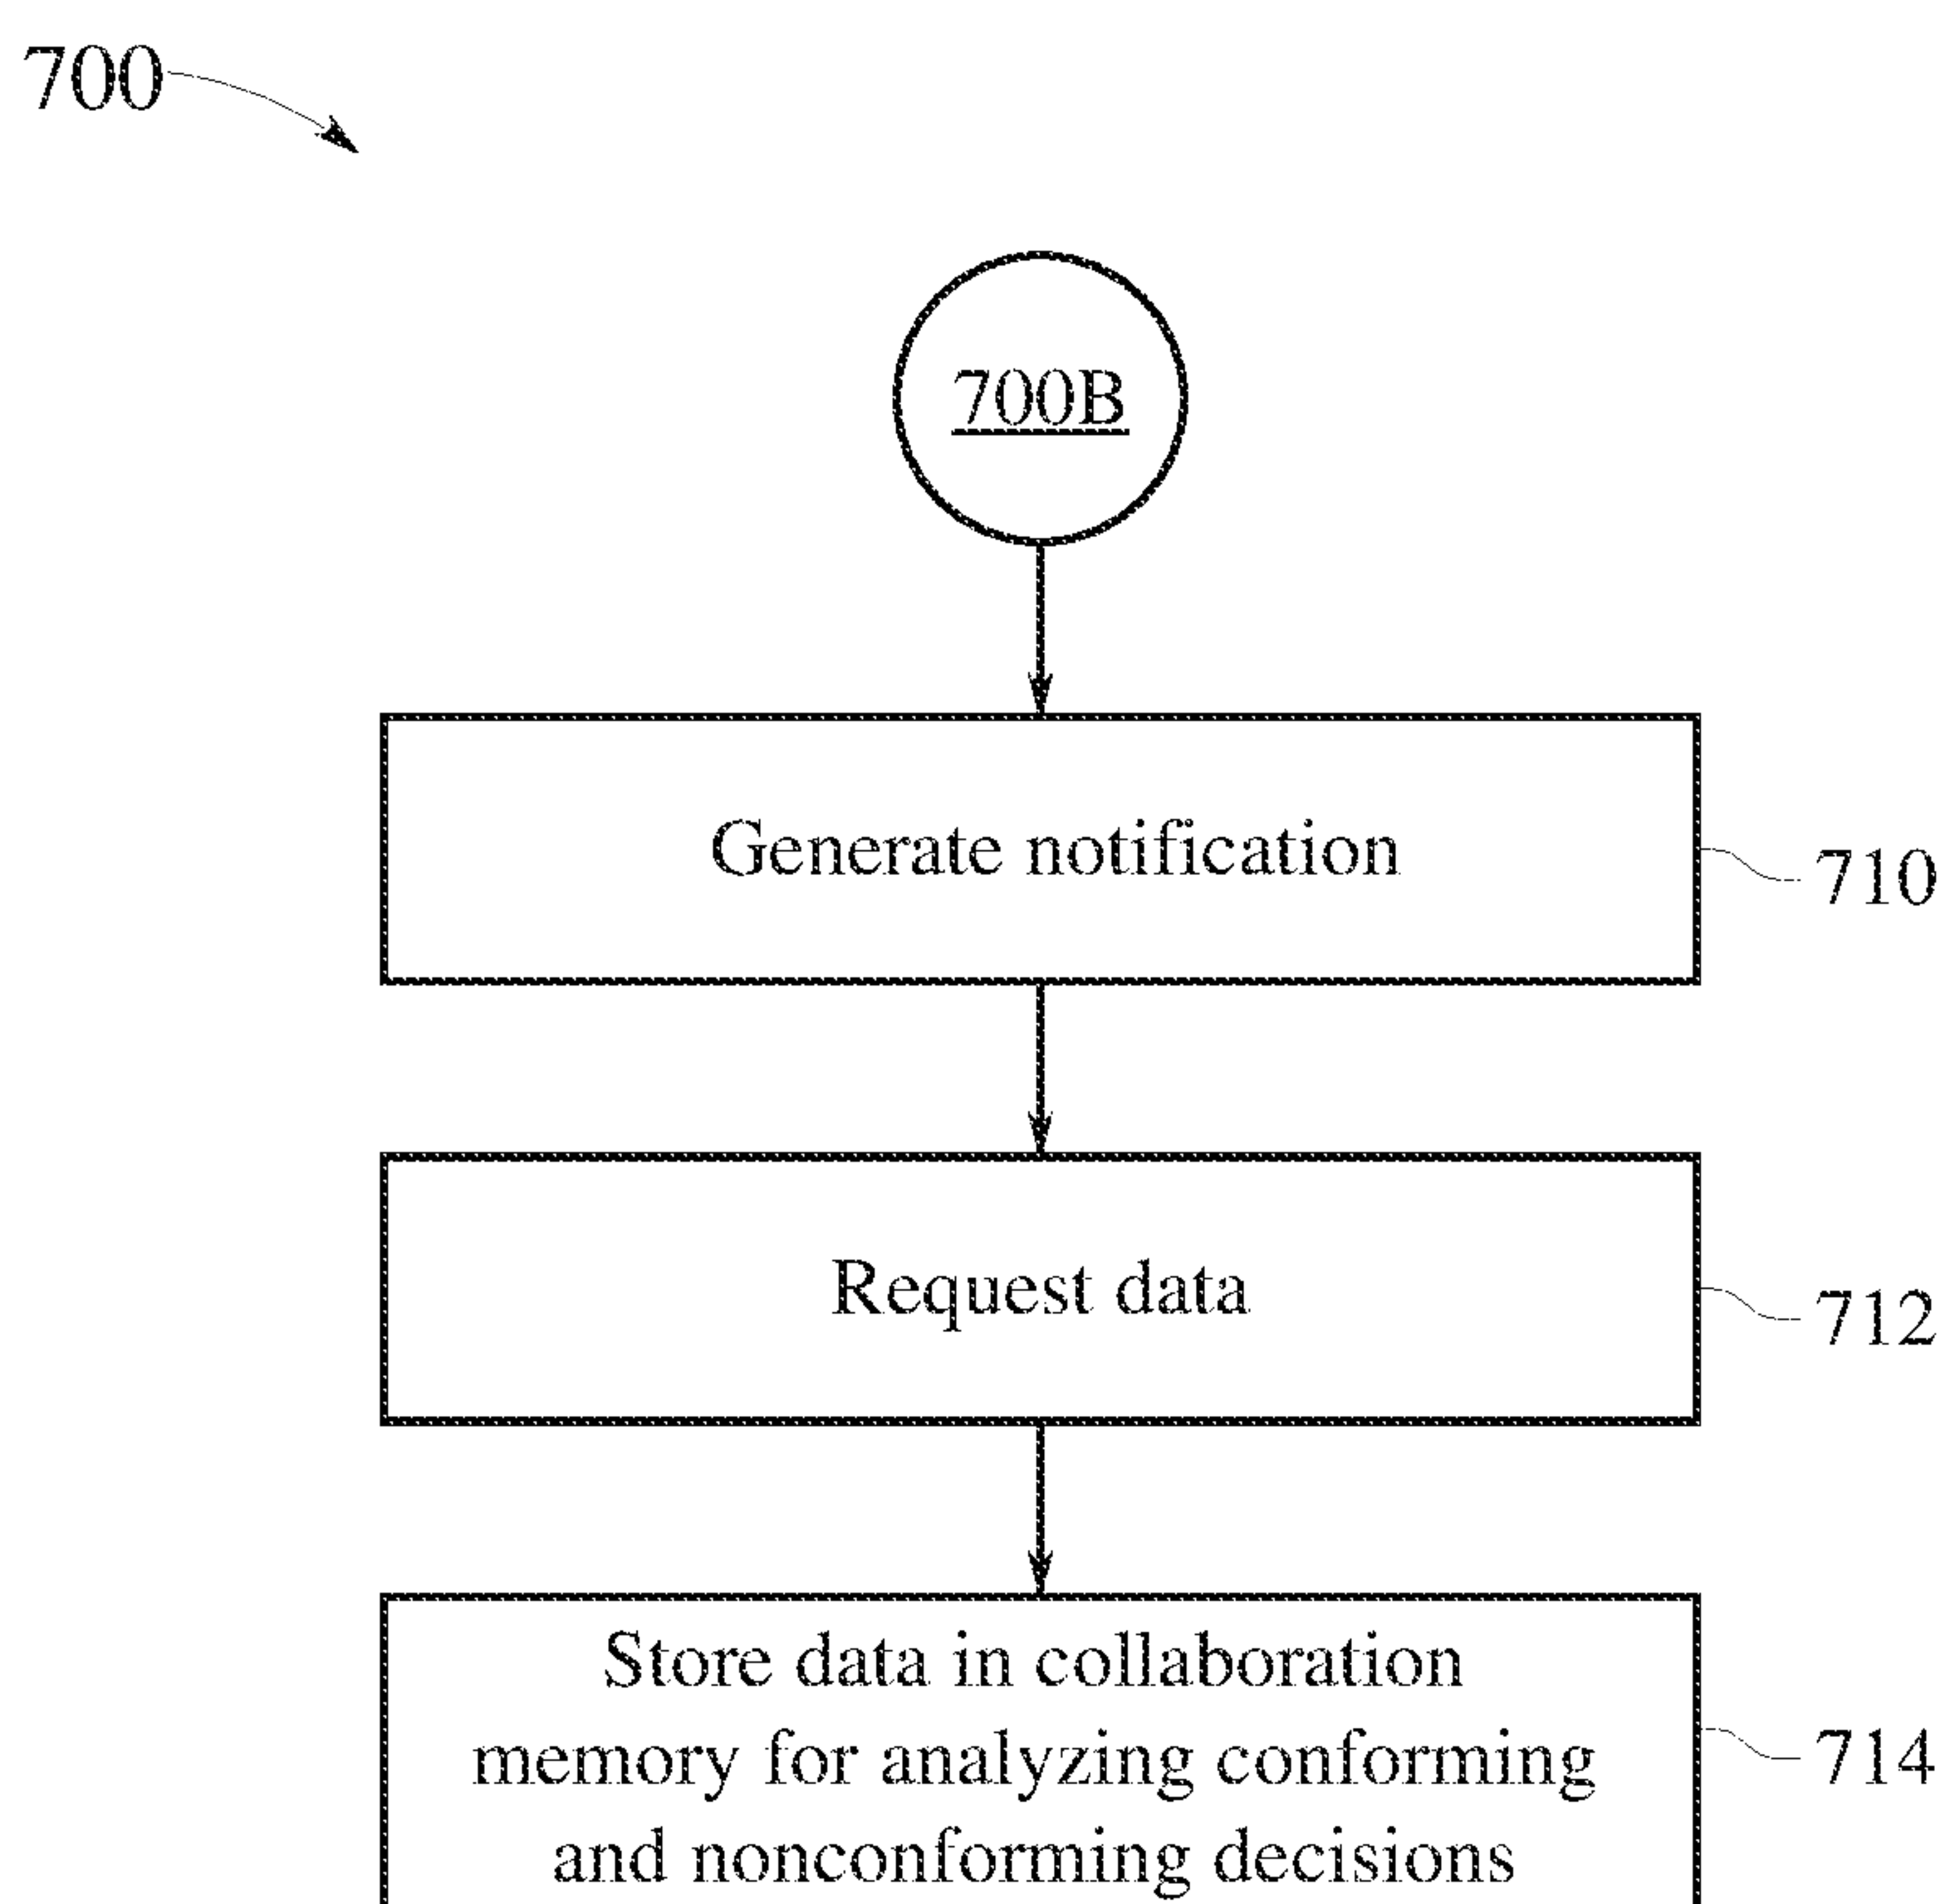 700
700B
Generate notification
710
Request data
712
Store data in collaboration
memory for analyzing conforming
714
and nonconforming decisions